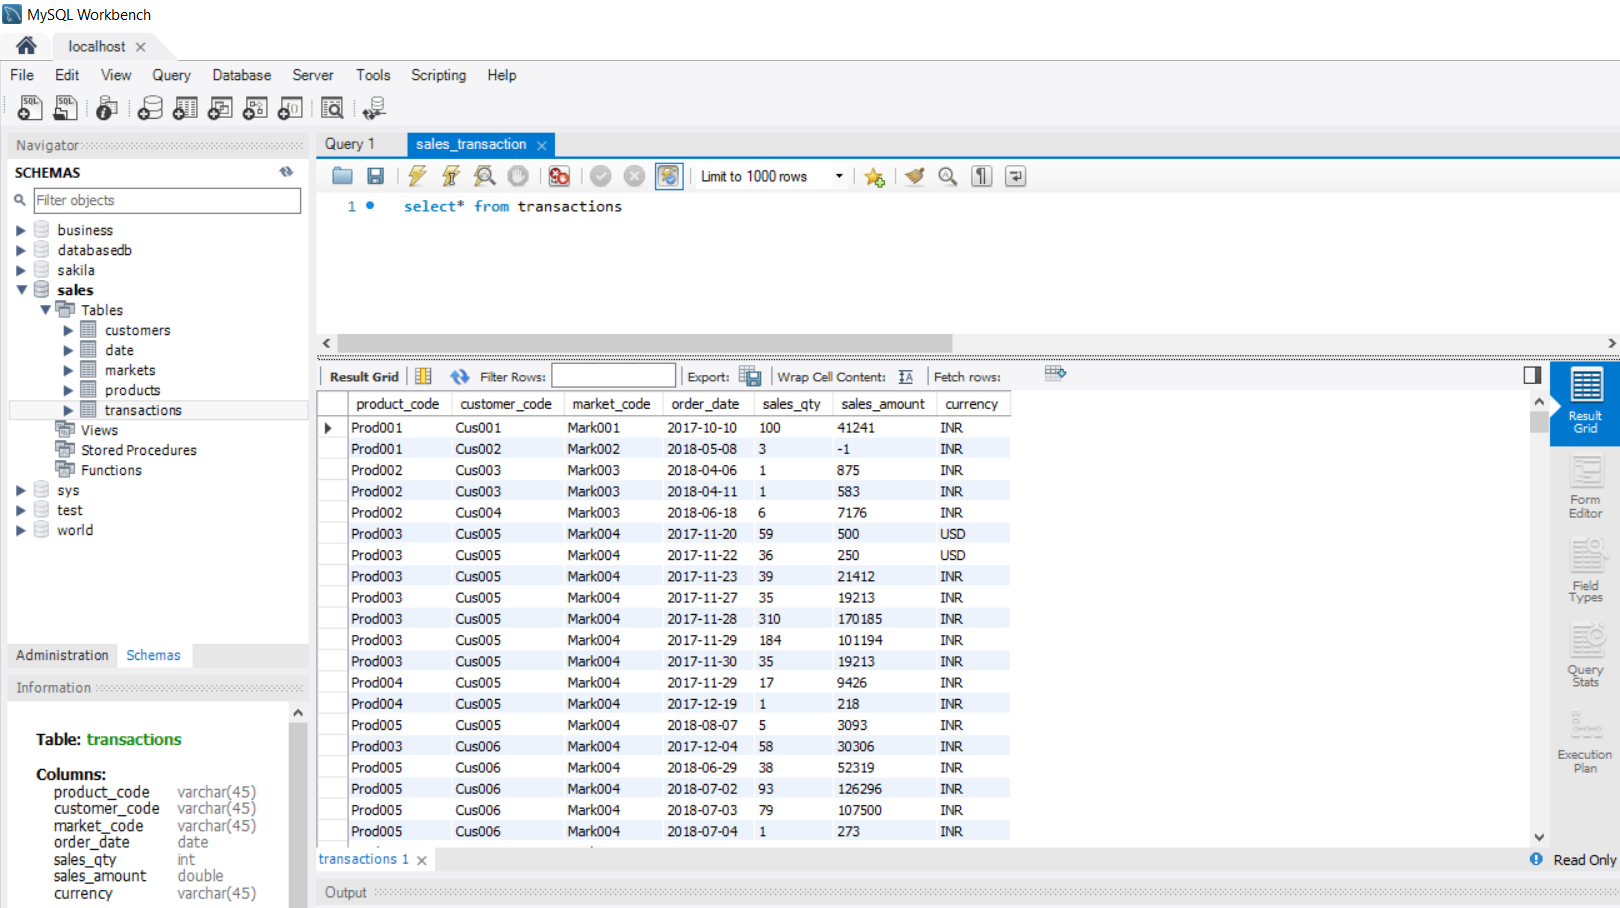 MySQL Workbench
localhost
File Edit View Query Database Server Tools Scripting Help
Navigator
SCHEMAS
Filter objects
business
databasedb
sakila
sales
Tables
customers
date
markets
products
transactions
Views
Stored Procedures
Functions
sys
test
world
Administration Schemas
Information
Table: transactions
Columns:
product_code varchar(45)
customer_code varchar(45)
market_code varchar(45)
order_date date
sales_qty int
sales_amount double
currency varchar(45)
Query 1 sales_transaction
Limit to 1000 rows
1 select* from transactions
Result Grid Filter Rows: Export: Wrap Cell Content: Fetch rows:
product_code customer_code market_code order_date sales_qty sales_amount currency
Prod001 Cus001 Mark001 2017-10-10 100 41241 INR
Prod001 Cus002 Mark002 2018-05-08 3 -1 INR
Prod002 Cus003 Mark003 2018-04-06 1 875 INR
Prod002 Cus003 Mark003 2018-04-11 1 583 INR
Prod002 Cus004 Mark003 2018-06-18 6 7176 INR
Prod003 Cus005 Mark004 2017-11-20 59 500 USD
Prod003 Cus005 Mark004 2017-11-22 36 250 USD
Prod003 Cus005 Mark004 2017-11-23 39 21412 INR
Prod003 Cus005 Mark004 2017-11-27 35 19213 INR
Prod003 Cus005 Mark004 2017-11-28 310 170185 INR
Prod003 Cus005 Mark004 2017-11-29 184 101194 INR
Prod003 Cus005 Mark004 2017-11-30 35 19213 INR
Prod004 Cus005 Mark004 2017-11-29 17 9426 INR
Prod004 Cus005 Mark004 2017-12-19 1 218 INR
Prod005 Cus005 Mark004 2018-08-07 5 3093 INR
Prod003 Cus006 Mark004 2017-12-04 58 30306 INR
Prod005 Cus006 Mark004 2018-06-29 38 52319 INR
Prod005 Cus006 Mark004 2018-07-02 93 126296 INR
Prod005 Cus006 Mark004 2018-07-03 79 107500 INR
Prod005 Cus006 Mark004 2018-07-04 1 273 INR
Result
Grid
Form
Editor
Field
Types
Query
Stats
Execution
Plan
transactions 1
Read Only
Output